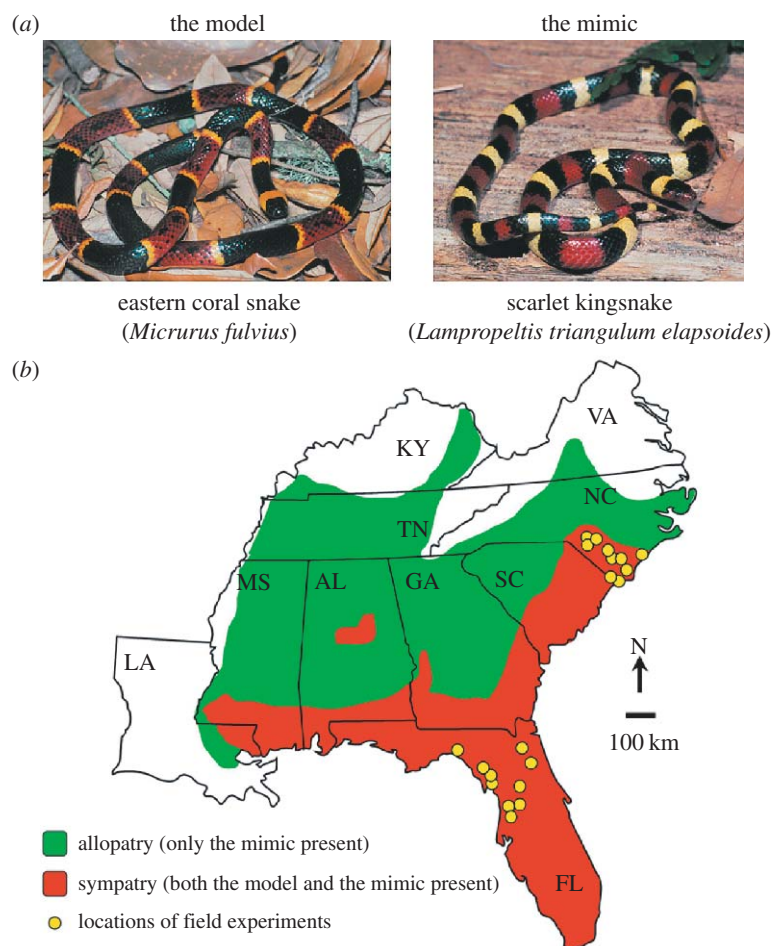 (a)
the model
the mimic
eastern coral snake
(Micrurus fulvius)
scarlet kingsnake
(Lampropeltis triangulum elapsoides)
(b)
VA
KY
NC
TN
MS
AL
GA
SC
LA
N
100 km
allopatry (only the mimic present)
sympatry (both the model and the mimic present)
FL
locations of field experiments